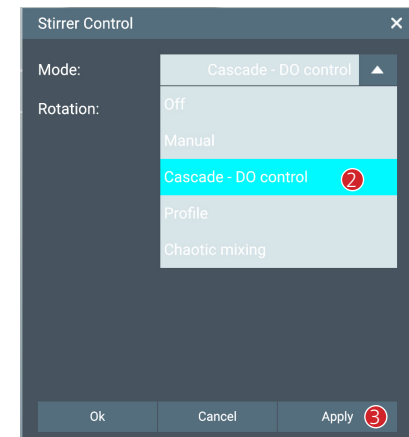 Stirrer Control ×
Mode: Cascade - DO control
Rotation: Off
Manual
Cascade - DO control 2
Profile
Chaotic mixing
Ok Cancel Apply 3